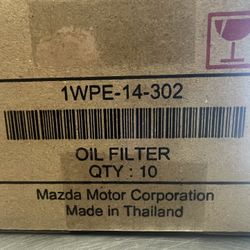 1WPE-14-302
OIL FILTER
QTY : 10
Mazda Motor Corporation
Made in Thailand